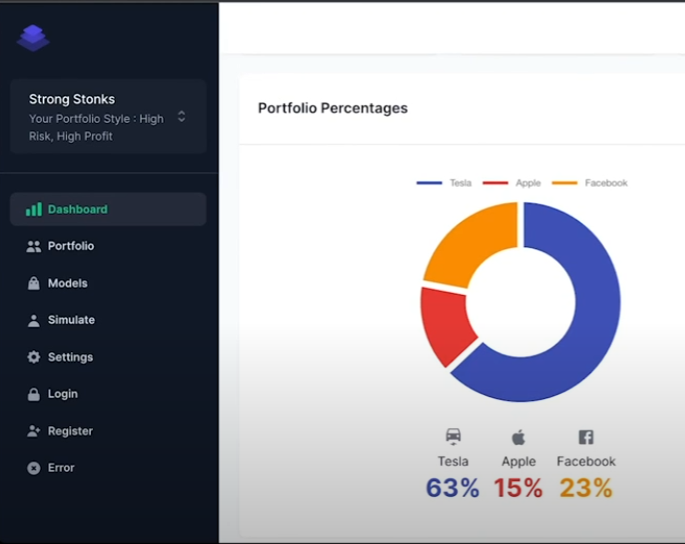 Strong Stonks
Your Portfolio Style : High
Risk, High Profit
Dashboard
Portfolio
Models
Simulate
Settings
Login
Register
Error
Portfolio Percentages
Tesla Apple Facebook
Tesla Apple Facebook
63% 15% 23%